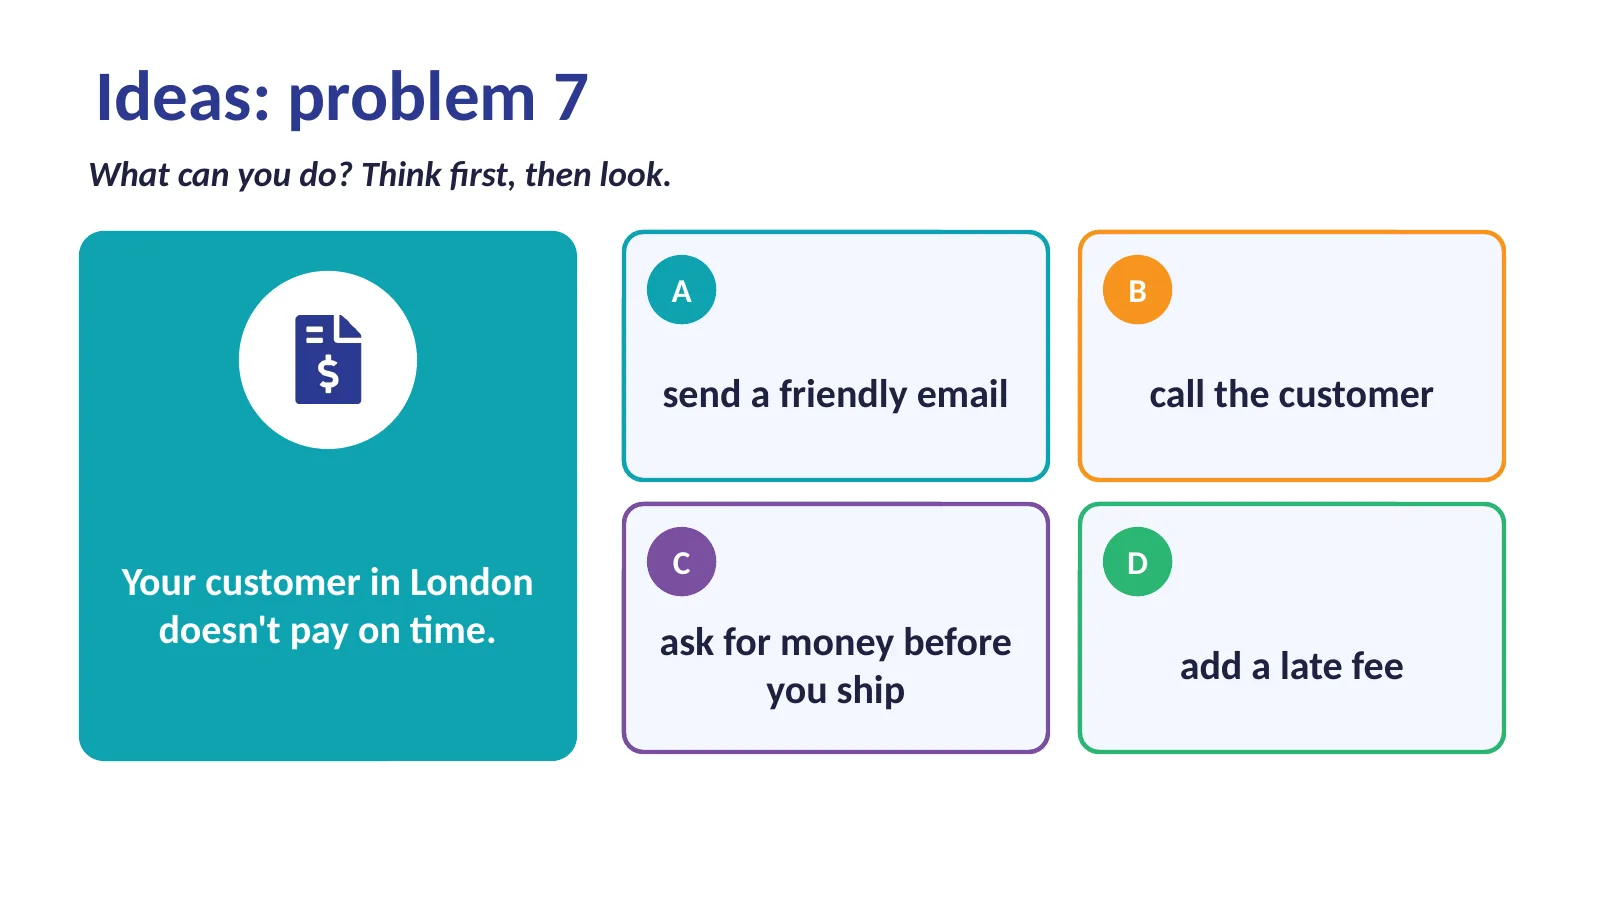 Ideas: problem 7
What can you do? Think first, then look.
$
Your customer in London
doesn't pay on time.
A
send a friendly email
B
call the customer
C
ask for money before
you ship
D
add a late fee